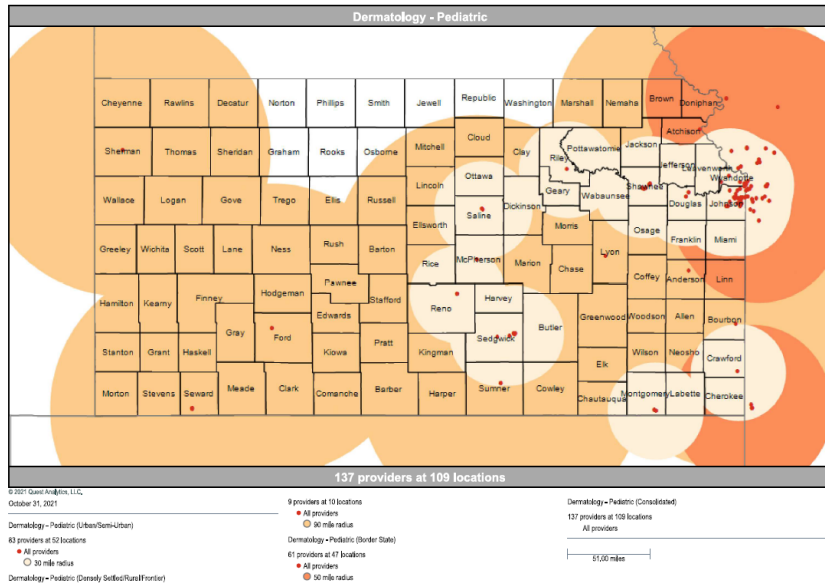 Dermatology - Pediatric
Cheyenne Rawlins Decatur Norton Phillips Smith Jewell Republic Washington Marshall Nemaha Brown Doniphan
Sherman Thomas Sheridan Graham Rooks Osborne Mitchell Cloud Clay Riley Pottawatomie Jackson Atchison
Jefferson Leavenworth Wyandotte
Wallace Logan Gove Trego Ellis Russell Lincoln Ottawa Saline Dickinson Geary Wabaunsee Shawnee Douglas Johnson
Greeley Wichita Scott Lane Ness Rush Barton Ellsworth Rice McPherson Marion Morris Chase Lyon Osage Franklin Miami
Hamilton Kearny Finney Hodgeman Pawnee Stafford Reno Harvey Coffey Anderson Linn
Gray Ford Edwards Sedgwick Butler Greenwood Woodson Allen Bourbon
Stanton Grant Haskell Kiowa Pratt Kingman Elk Wilson Neosho Crawford
Morton Stevens Seward Meade Clark Comanche Barber Harper Sumner Cowley Chautauqua Montgomery Labette Cherokee
137 providers at 109 locations
© 2021 Quest Analytics, LLC.
October 31, 2021
Dermatology - Pediatric (Urban/Semi-Urban)
83 providers at 52 locations
All providers
30 mile radius
Dermatology - Pediatric (Densely Settled/Rural/Frontier)
9 providers at 10 locations
All providers
90 mile radius
Dermatology - Pediatric (Border State)
61 providers at 47 locations
All providers
50 mile radius
Dermatology - Pediatric (Consolidated)
137 providers at 109 locations
All providers
51.00 miles